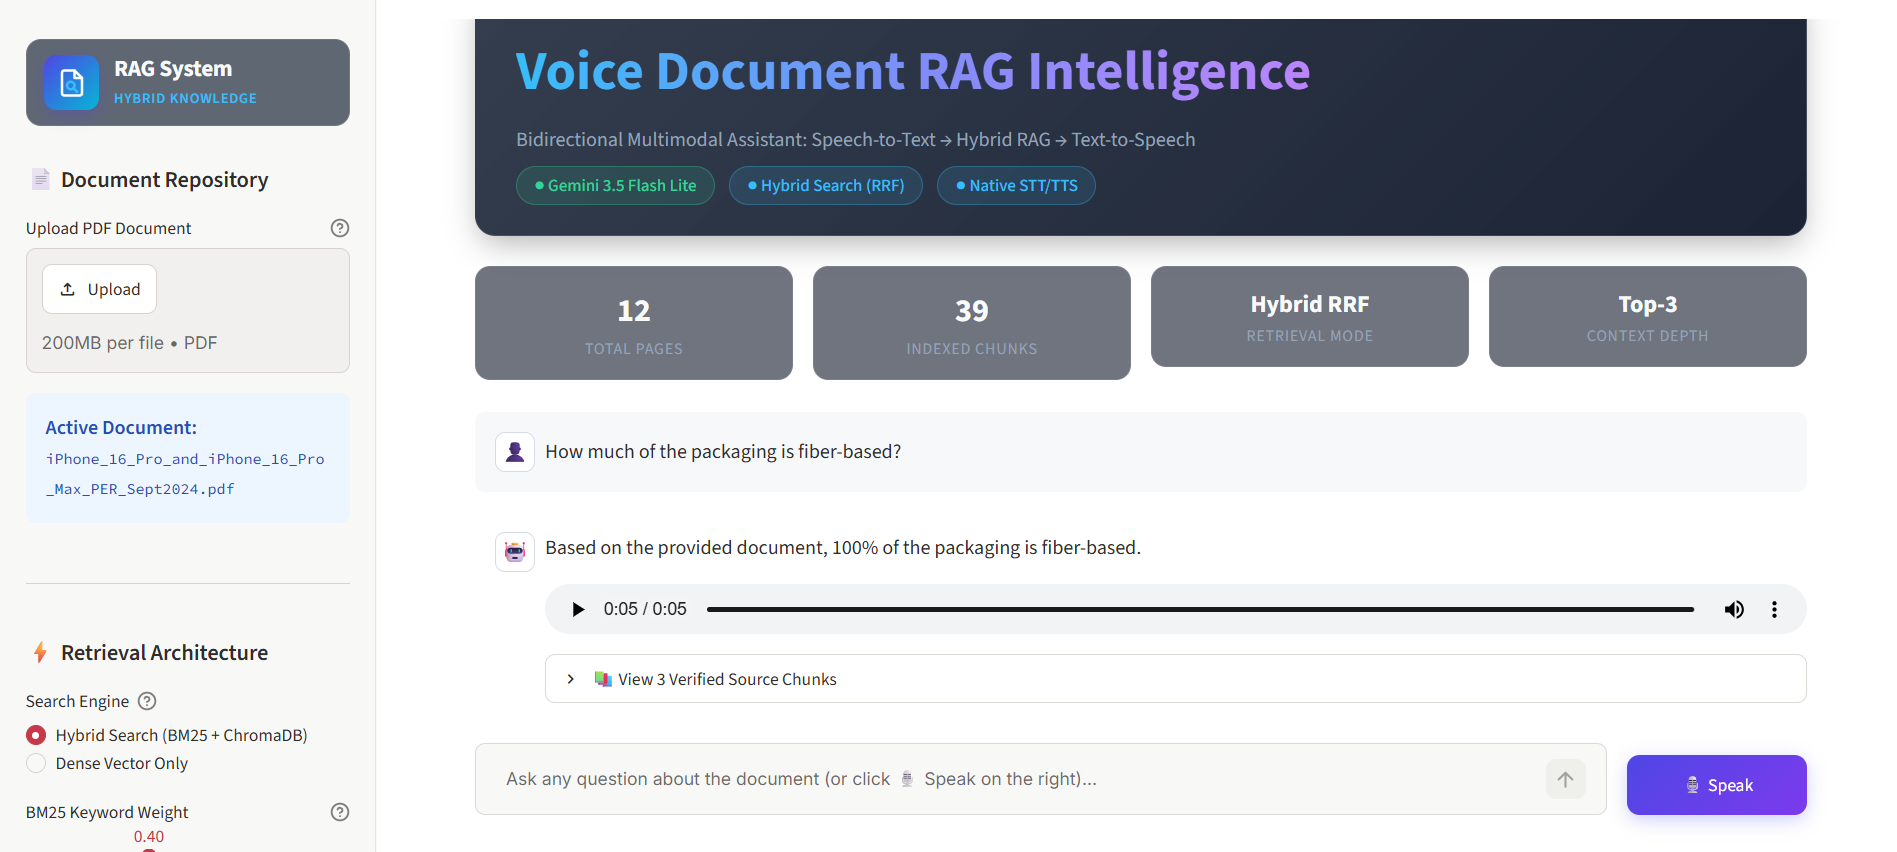 RAG System
HYBRID KNOWLEDGE
Document Repository
Upload PDF Document
Upload
200MB per file • PDF
Active Document:
iPhone_16_Pro_and_iPhone_16_Pro
_Max_PER_Sept2024.pdf
Retrieval Architecture
Search Engine
Hybrid Search (BM25 + ChromaDB)
Dense Vector Only
BM25 Keyword Weight
0.40
Voice Document RAG Intelligence
Bidirectional Multimodal Assistant: Speech-to-Text → Hybrid RAG → Text-to-Speech
Gemini 3.5 Flash Lite
Hybrid Search (RRF)
Native STT/TTS
12
TOTAL PAGES
39
INDEXED CHUNKS
Hybrid RRF
RETRIEVAL MODE
Top-3
CONTEXT DEPTH
How much of the packaging is fiber-based?
Based on the provided document, 100% of the packaging is fiber-based.
0:05 / 0:05
View 3 Verified Source Chunks
Ask any question about the document (or click 🎙️ Speak on the right)...
Speak